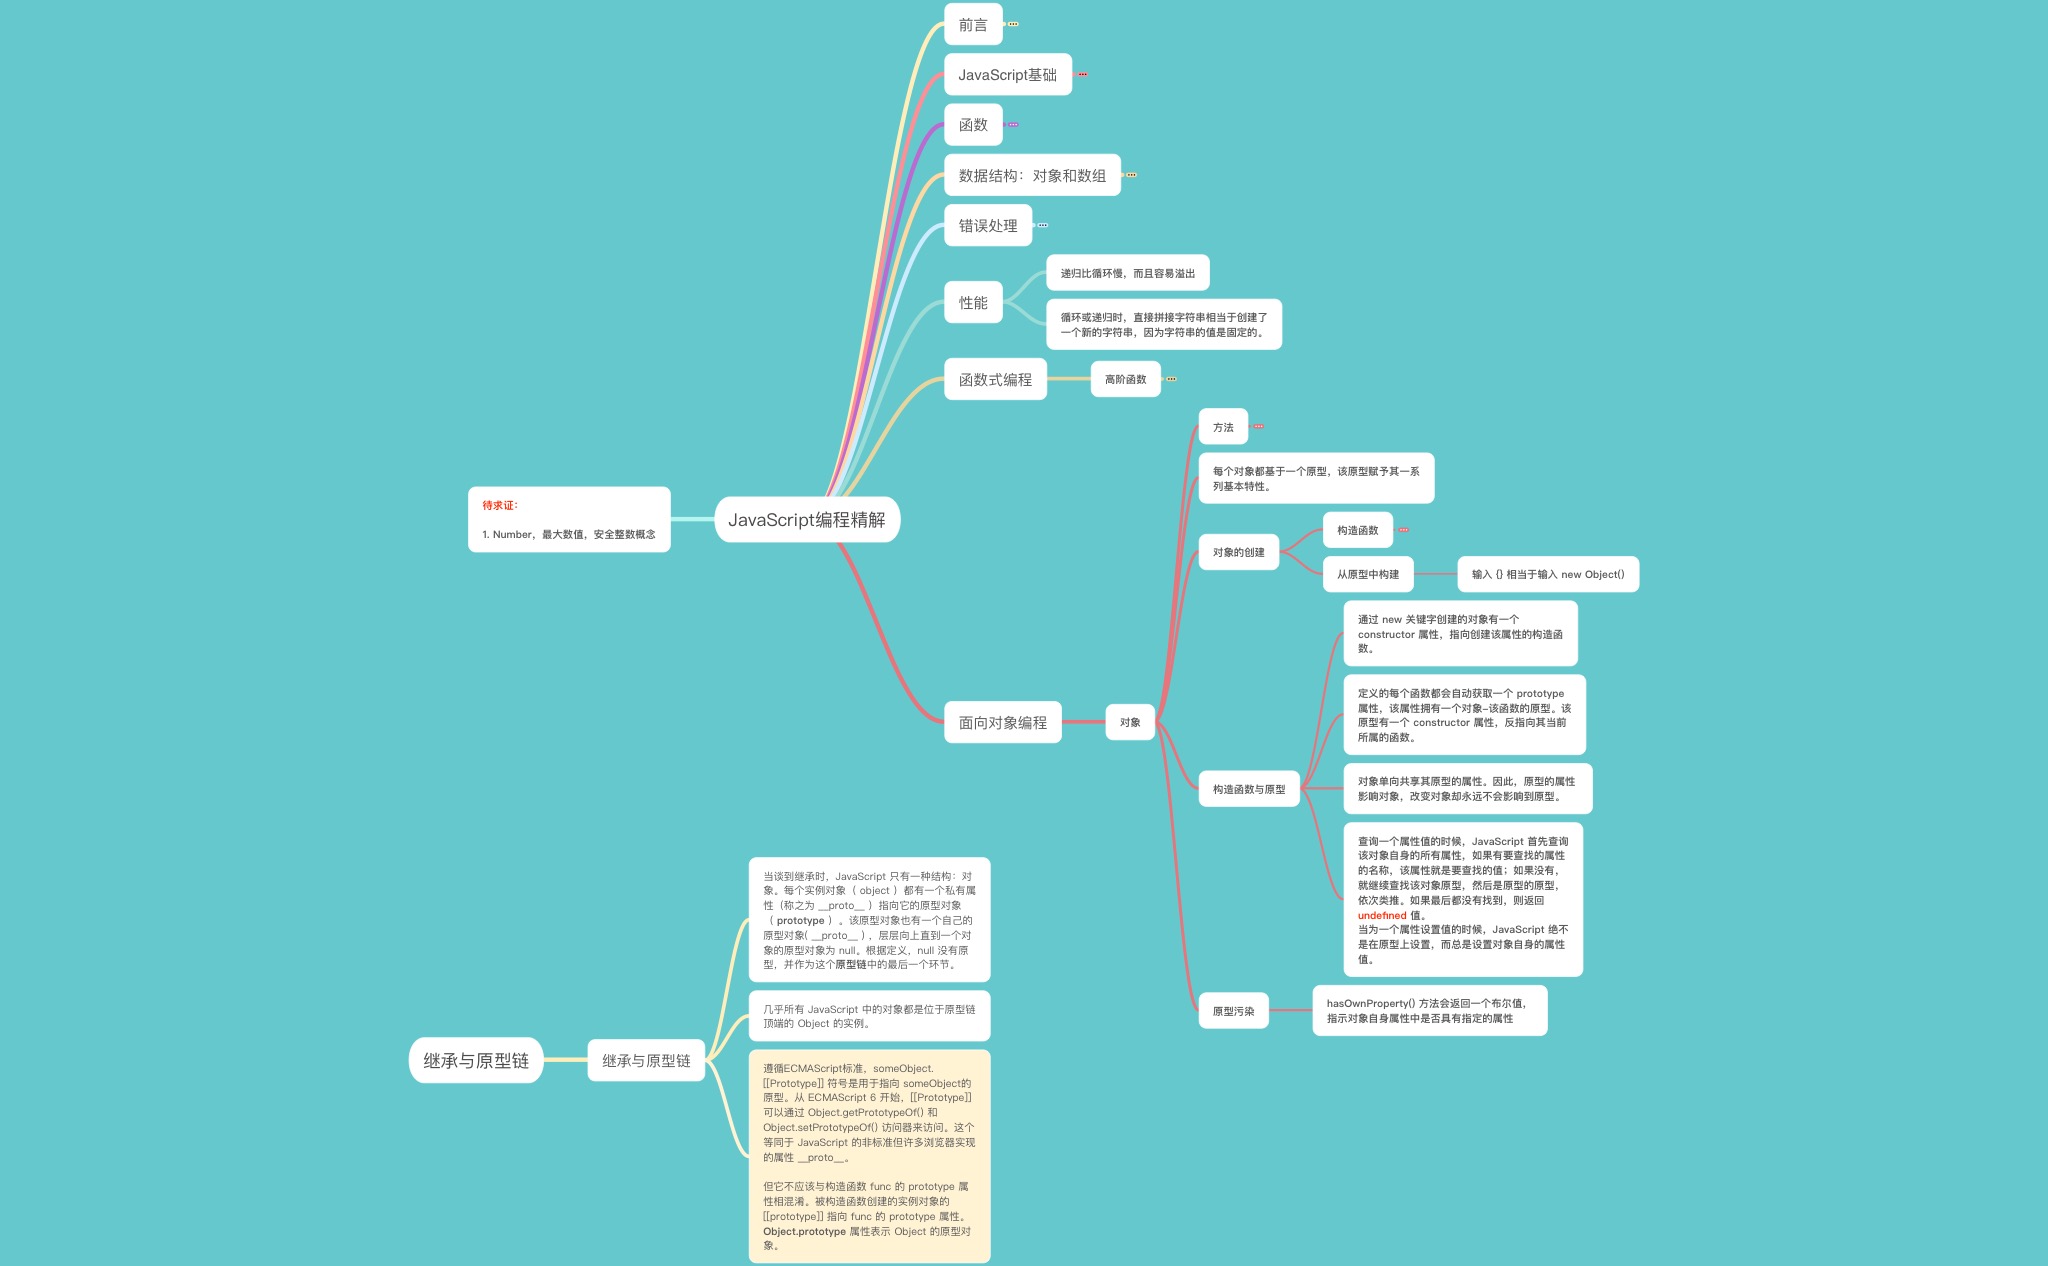 前言
JavaScript基础
函数
数据结构：对象和数组
错误处理
性能
递归比循环慢，而且容易溢出
循环或递归时，直接拼接字符串相当于创建了
一个新的字符串，因为字符串的值是固定的。
函数式编程
高阶函数
待求证：
1. Number，最大数值，安全整数概念
JavaScript编程精解
面向对象编程
对象
方法
每个对象都基于一个原型，该原型赋予其一系
列基本特性。
对象的创建
构造函数
从原型中构建
输入 {} 相当于输入 new Object()
构造函数与原型
通过 new 关键字创建的对象有一个
constructor 属性，指向创建该属性的构造函
数。
定义的每个函数都会自动获取一个 prototype
属性，该属性拥有一个对象-该函数的原型。该
原型有一个 constructor 属性，反指向其当前
所属的函数。
对象单向共享其原型的属性。因此，原型的属性
影响对象，改变对象却永远不会影响到原型。
查询一个属性值的时候，JavaScript 首先查询
该对象自身的所有属性，如果有要查找的属性
的名称，该属性就是要查找的值；如果没有，
就继续查找该对象原型，然后是原型的原型，
依次类推。如果最后都没有找到，则返回
undefined 值。
当为一个属性设置值的时候，JavaScript 绝不
是在原型上设置，而总是设置对象自身的属性
值。
原型污染
hasOwnProperty() 方法会返回一个布尔值，
指示对象自身属性中是否具有指定的属性
继承与原型链
继承与原型链
当谈到继承时，JavaScript 只有一种结构：对
象。每个实例对象（ object ）都有一个私有属
性（称之为 __proto__ ）指向它的原型对象
（ prototype ）。该原型对象也有一个自己的
原型对象( __proto__ ) ，层层向上直到一个对
象的原型对象为 null。根据定义，null 没有原
型，并作为这个原型链中的最后一个环节。
几乎所有 JavaScript 中的对象都是位于原型链
顶端的 Object 的实例。
遵循ECMAScript标准，someObject.
[[Prototype]] 符号是用于指向 someObject的
原型。从 ECMAScript 6 开始，[[Prototype]]
可以通过 Object.getPrototypeOf() 和
Object.setPrototypeOf() 访问器来访问。这个
等同于 JavaScript 的非标准但许多浏览器实现
的属性 __proto__。
但它不应该与构造函数 func 的 prototype 属
性相混淆。被构造函数创建的实例对象的
[[prototype]] 指向 func 的 prototype 属性。
Object.prototype 属性表示 Object 的原型对
象。